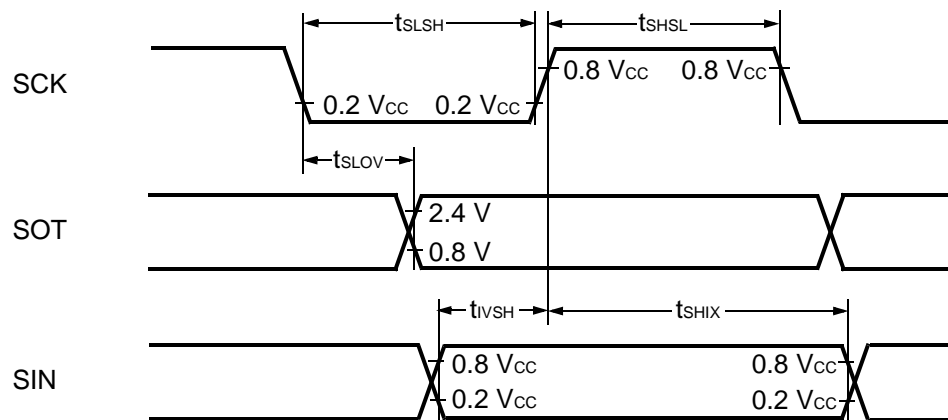 tSLSH tSHSL
SCK
0.8 VCC 0.8 VCC
0.2 VCC 0.2 VCC
tSLOV
SOT
2.4 V
0.8 V
tIVSH tSHIX
SIN
0.8 VCC 0.8 VCC
0.2 VCC 0.2 VCC